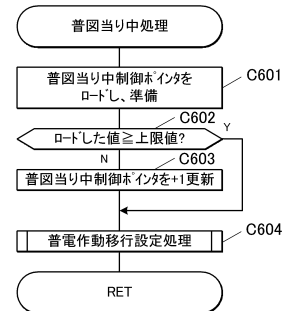 普図当り中処理
普図当り中制御ﾎﾟｲﾝﾀを
ﾛｰﾄﾞし、準備
C601
C602
ﾛｰﾄﾞした値≧上限値?
Y
N
C603
普図当り中制御ﾎﾟｲﾝﾀを+1更新
C604
普電作動移行設定処理
RET